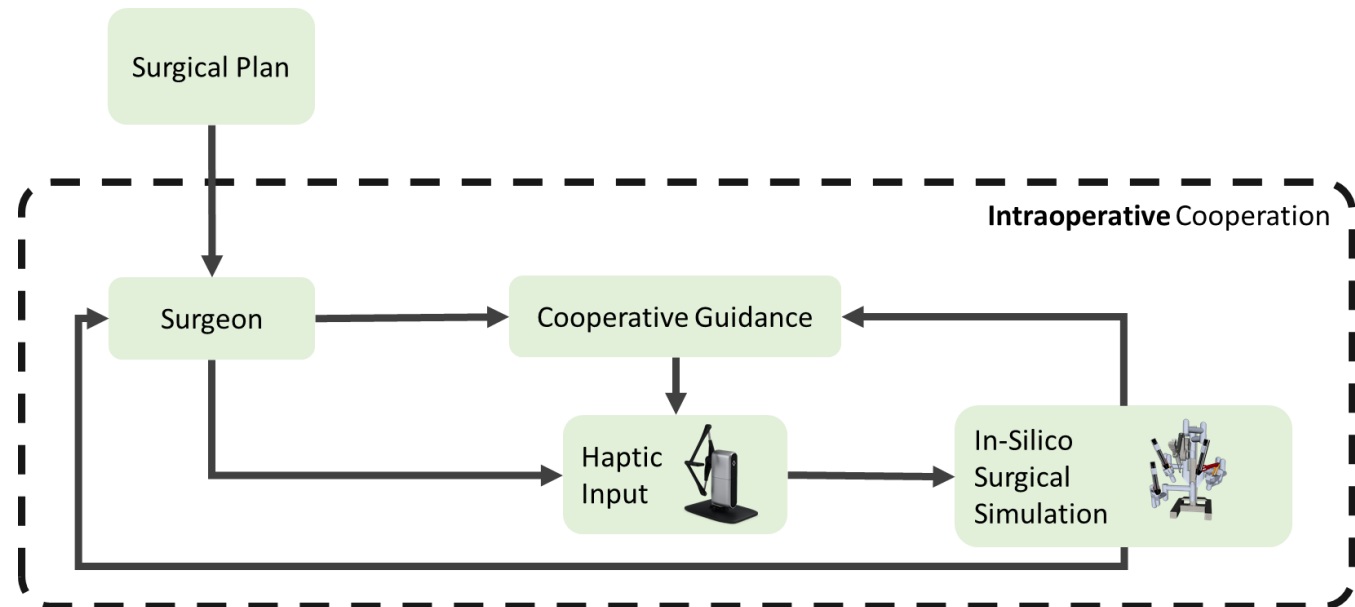 Surgical Plan
Intraoperative Cooperation
Surgeon
Cooperative Guidance
Haptic
Input
In-Silico
Surgical
Simulation